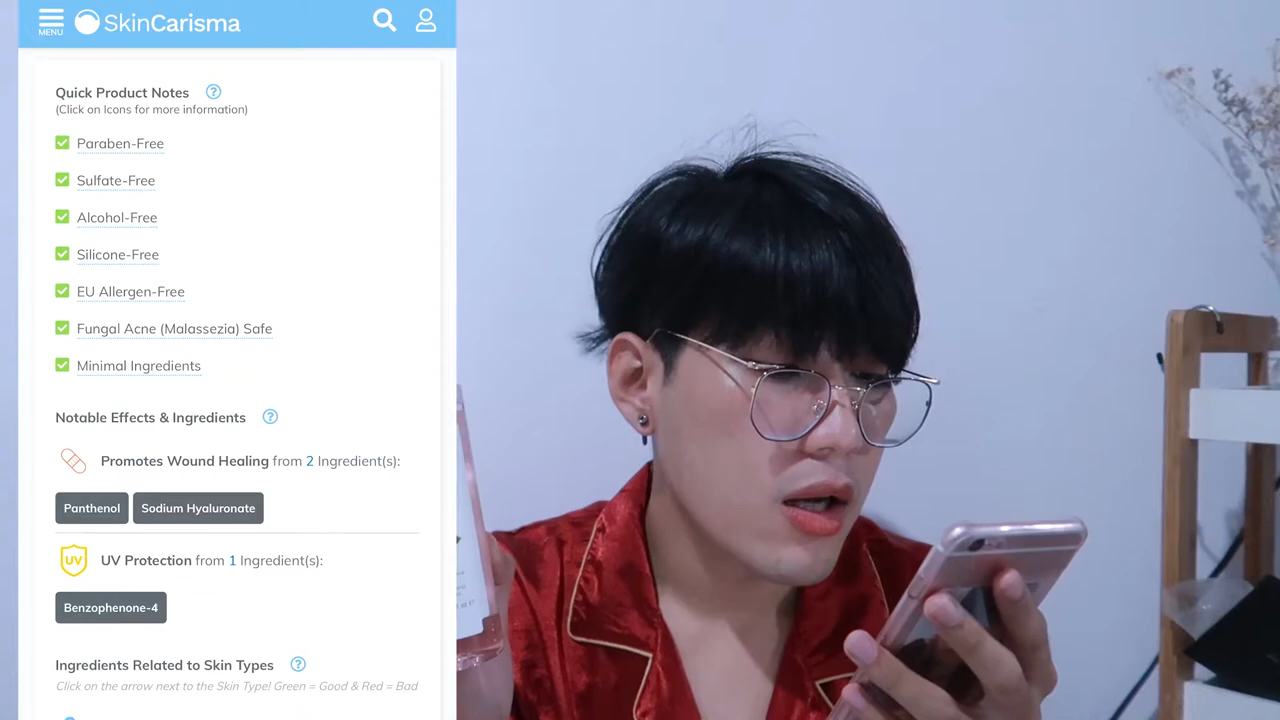 MENU
SkinCarisma
Quick Product Notes
(Click on Icons for more information)
Paraben-Free
Sulfate-Free
Alcohol-Free
Silicone-Free
EU Allergen-Free
Fungal Acne (Malassezia) Safe
Minimal Ingredients
Notable Effects & Ingredients
Promotes Wound Healing from 2 Ingredient(s):
Panthenol Sodium Hyaluronate
UV
UV Protection from 1 Ingredient(s):
Benzophenone-4
Ingredients Related to Skin Types
Click on the arrow next to the Skin Type! Green = Good & Red = Bad